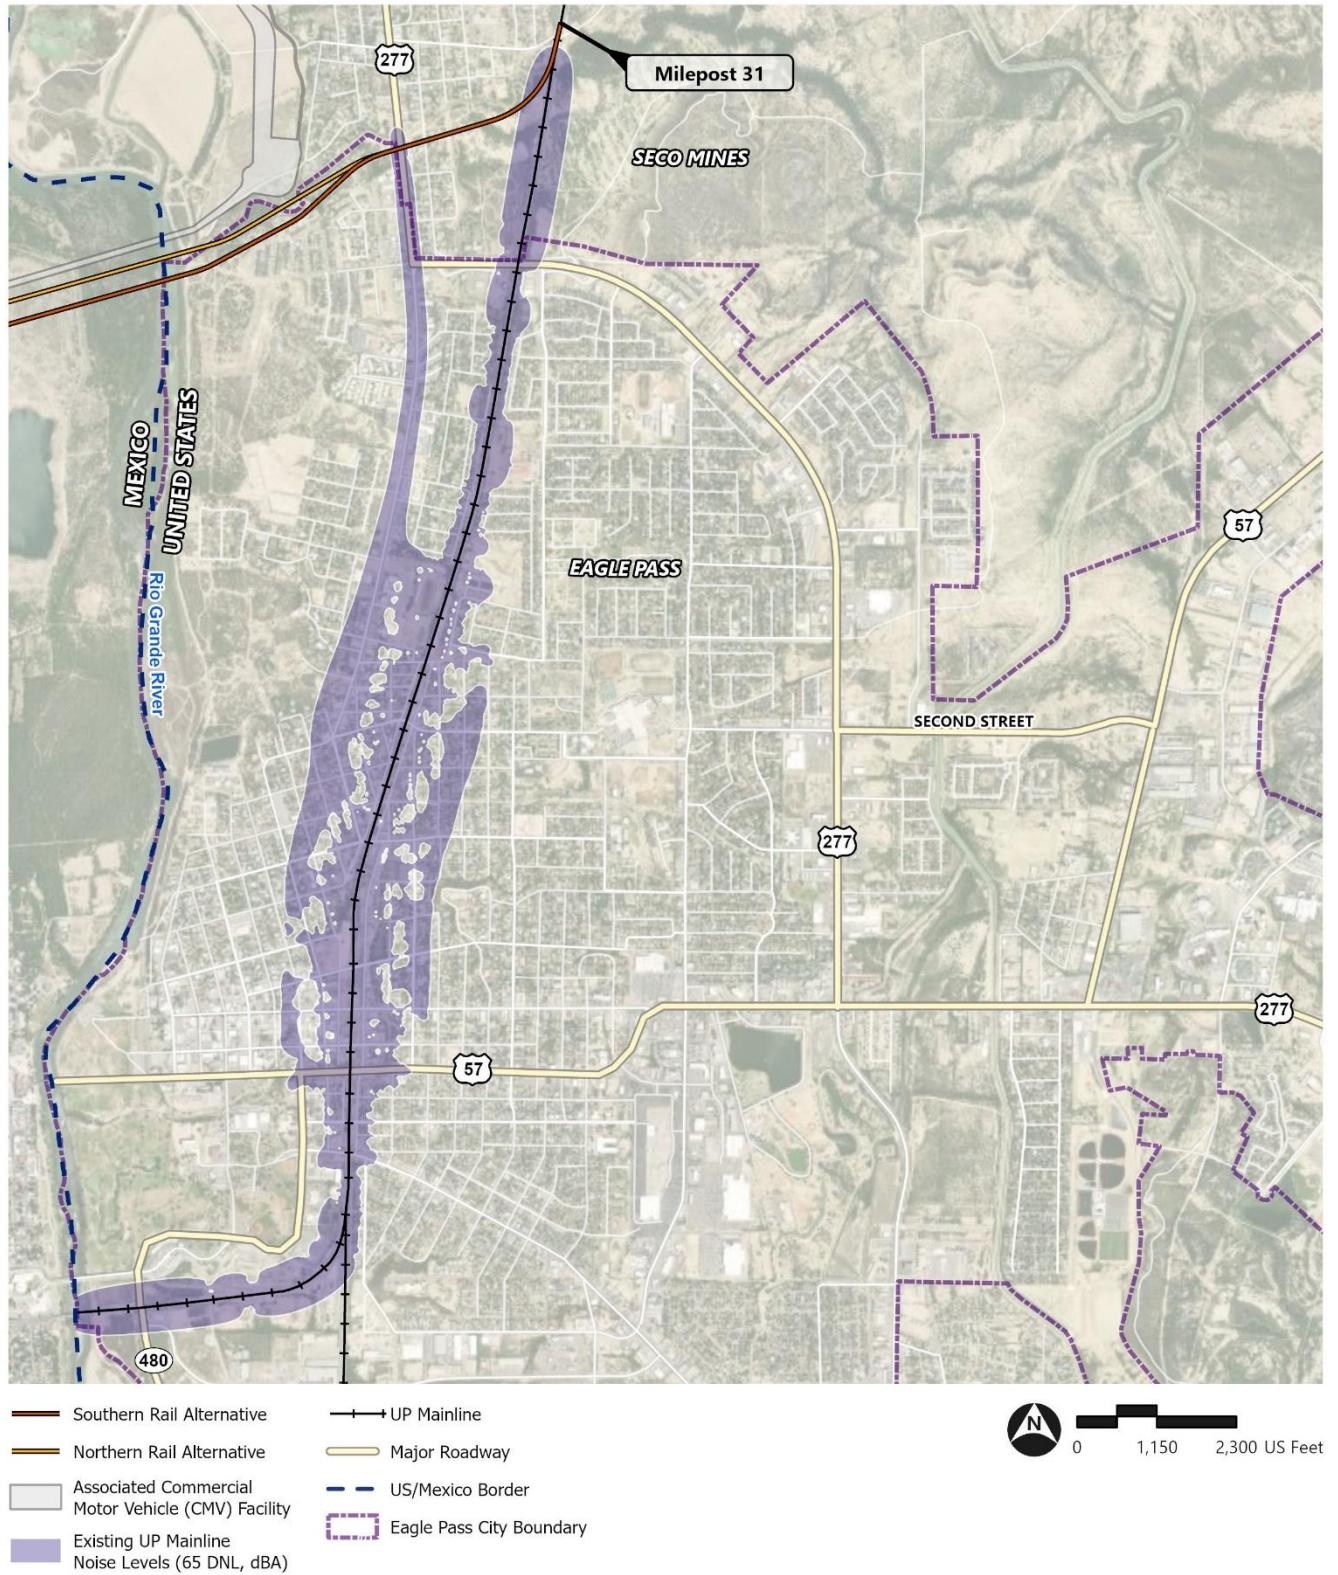 277
Milepost 31
SECO MINES
MEXICO
UNITED STATES
57
EAGLE PASS
Rio Grande River
SECOND STREET
277
277
57
480
Southern Rail Alternative
Northern Rail Alternative
Associated Commercial
Motor Vehicle (CMV) Facility
Existing UP Mainline
Noise Levels (65 DNL, dBA)
UP Mainline
Major Roadway
US/Mexico Border
Eagle Pass City Boundary
N
0 1,150 2,300 US Feet